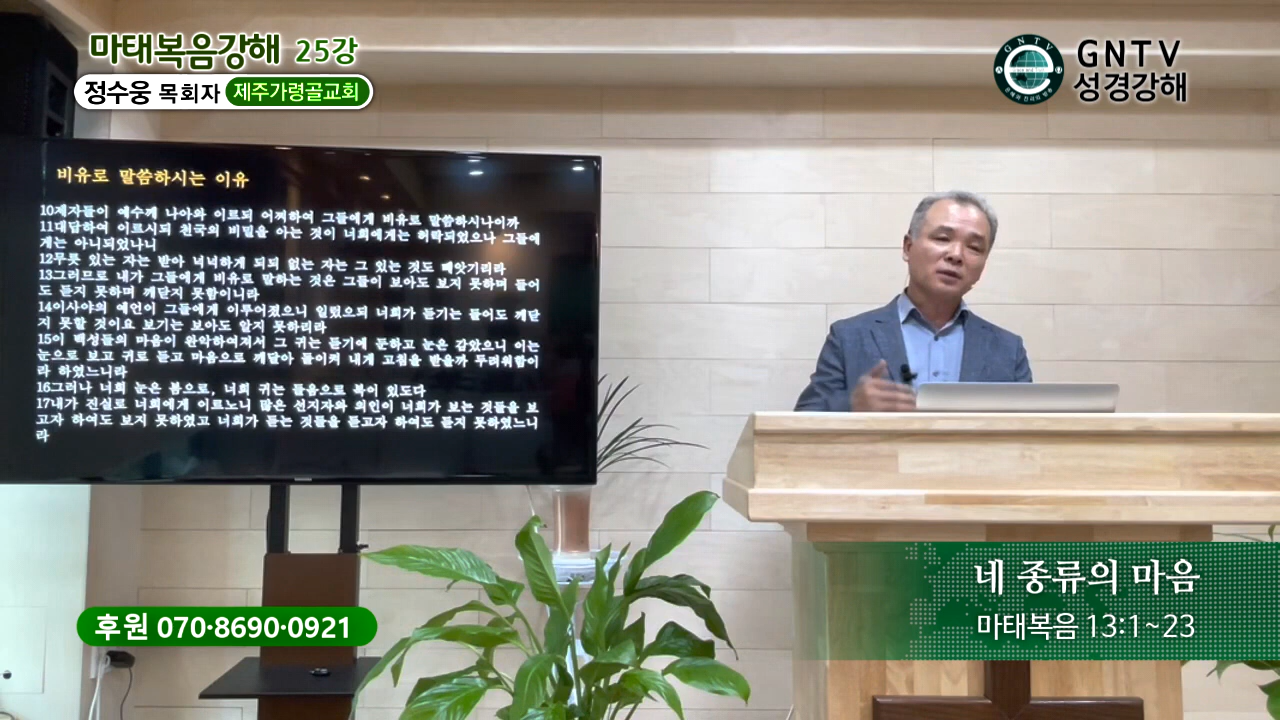 마태복음강해 25강
정수웅 목회자 제주가령골교회
GNTV
성경강해
비유로 말씀하시는 이유
10제자들이 예수께 나아와 이르되 어찌하여 그들에게 비유로 말씀하시나이까
11대답하여 이르시되 천국의 비밀을 아는 것이 너희에게는 허락되었으나 그들에
게는 아니되었나니
12무릇 있는 자는 받아 넉넉하게 되되 없는 자는 그 있는 것도 빼앗기리라
13그러므로 내가 그들에게 비유로 말하는 것은 그들이 보아도 보지 못하며 들어
도 듣지 못하며 깨닫지 못함이니라
14이사야의 예언이 그들에게 이루어졌으니 일렀으되 너희가 듣기는 들어도 깨닫
지 못할 것이요 보기는 보아도 알지 못하리라
15이 백성들의 마음이 완악하여져서 그 귀는 듣기에 둔하고 눈은 감았으니 이는
눈으로 보고 귀로 듣고 마음으로 깨달아 돌이켜 내게 고침을 받을까 두려워함이
라 하였느니라
16그러나 너희 눈은 봄으로, 너희 귀는 들음으로 복이 있도다
17내가 진실로 너희에게 이르노니 많은 선지자와 의인이 너희가 보는 것들을 보
고자 하여도 보지 못하였고 너희가 듣는 것들을 듣고자 하여도 듣지 못하였느니
라
네 종류의 마음
마태복음 13:1~23
후원 070·8690·0921